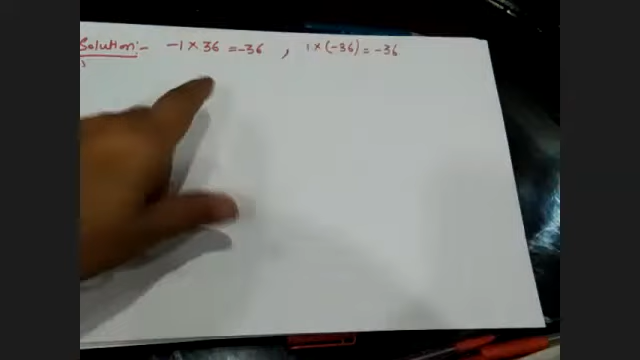 Solution:- -1 × 36 = -36 , 1 × (-36) = -36